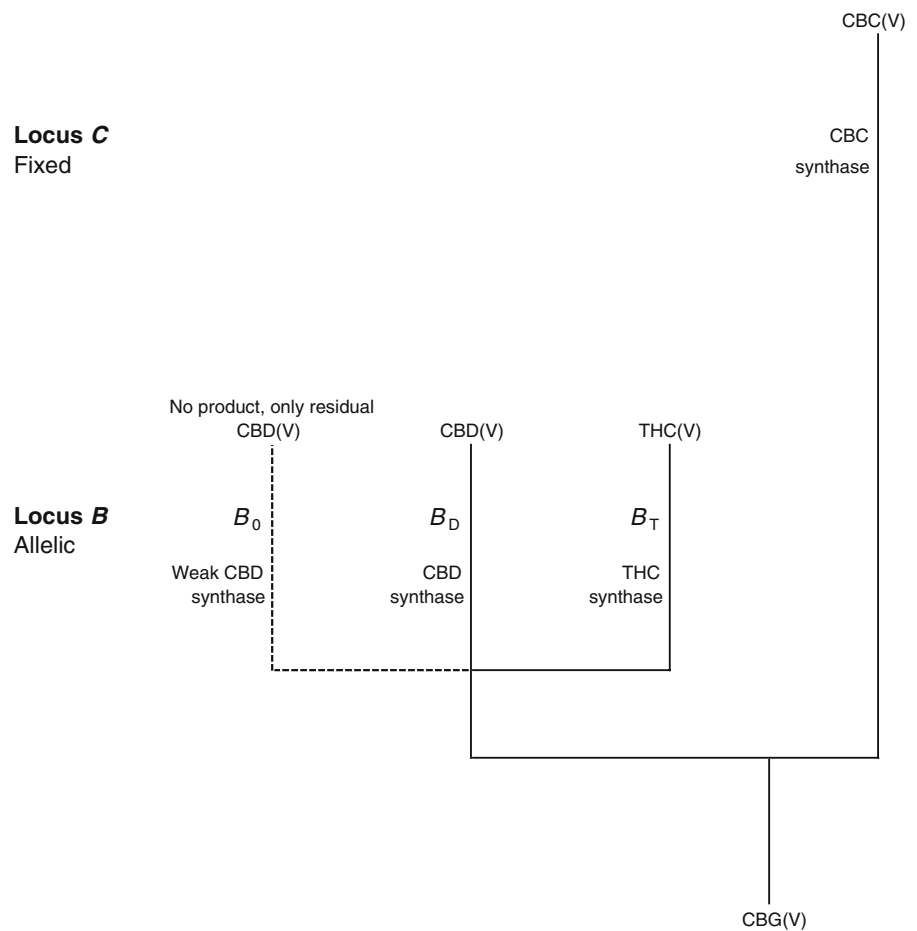 CBC(V)
Locus C
Fixed
CBC
synthase
No product, only residual
CBD(V)
CBD(V)
THC(V)
Locus B
Allelic
B0
BD
BT
Weak CBD
synthase
CBD
synthase
THC
synthase
CBG(V)